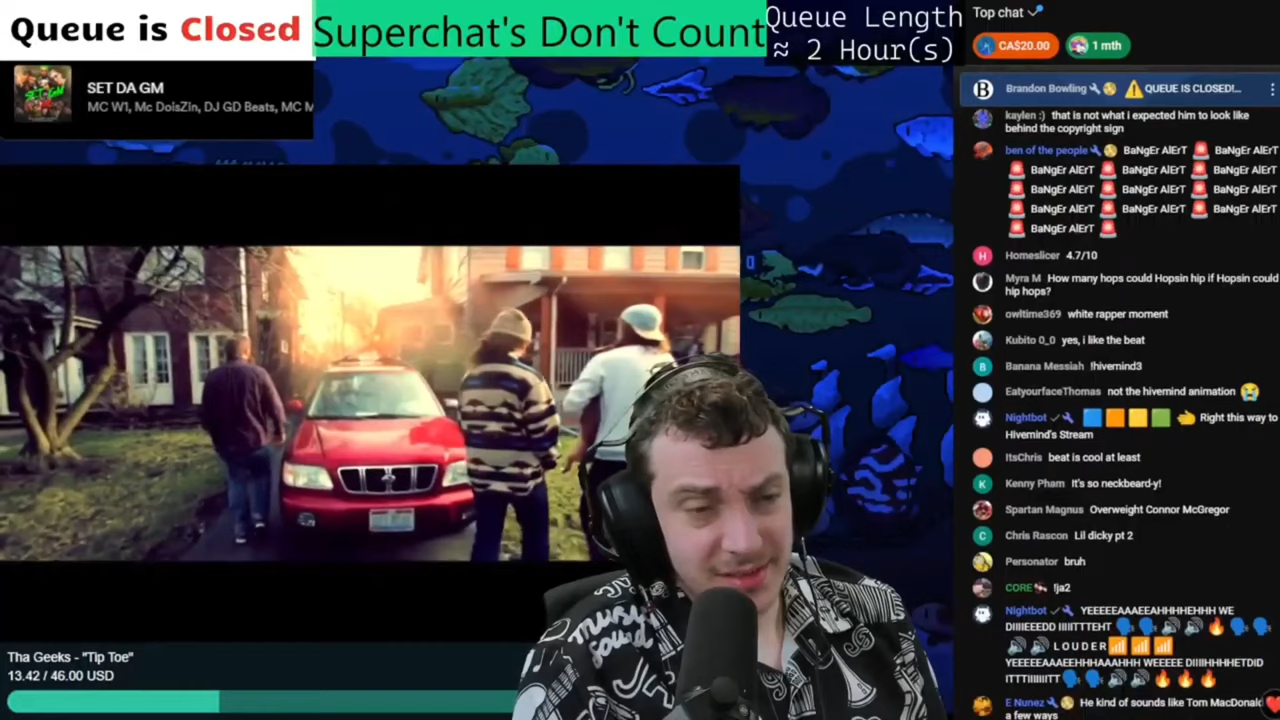 Queue is Closed
Superchat's Don't Count
Queue Length
≈ 2 Hour(s)
SET DA GM
MC W1, Mc DoisZin, DJ GD Beats, MC M
Tha Geeks - "Tip Toe"
13.42 / 46.00 USD
music
sound
Top chat
CA$20.00
1 mth
Brandon Bowling QUEUE IS CLOSED!...
kaylen :) that is not what i expected him to look like
behind the copyright sign
ben of the people BaNgEr AlErT 🚨 BaNgEr AlErT
🚨 BaNgEr AlErT 🚨 BaNgEr AlErT 🚨 BaNgEr AlErT
🚨 BaNgEr AlErT 🚨 BaNgEr AlErT 🚨 BaNgEr AlErT
🚨 BaNgEr AlErT 🚨 BaNgEr AlErT 🚨 BaNgEr AlErT
🚨 BaNgEr AlErT 🚨
Homeslicer 4.7/10
Myra M How many hops could Hopsin hip if Hopsin could
hip hops?
owltime369 white rapper moment
Kubito 0_0 yes, i like the beat
Banana Messiah !hivemind3
EatyourfaceThomas not the hivemind animation 😭
Nightbot 🟦 🟧 🟨 🟩 👈 Right this way to
Hivemind's Stream
ItsChris beat is cool at least
Kenny Pham It's so neckbeard-y!
Spartan Magnus Overweight Connor McGregor
Chris Rascon Lil dicky pt 2
Personator bruh
CORE !ja2
Nightbot YEEEEEAAAEEAHHHHEHHH WE
DIIIIEEEDD IIIIITTTEHT 🗣 🗣 🔊 🔊 🔥 🗣 🗣
🔊 🔊 L O U D E R 📶 📶 📶
YEEEEEAAAEEHHHAAAHHH WEEEEE DIIIIHHHHETDID
ITTTIIIIIIITT 🗣 🗣 🔊 🔊 🔥 🔥 🔥
E Nunez He kind of sounds like Tom MacDonald
a few ways